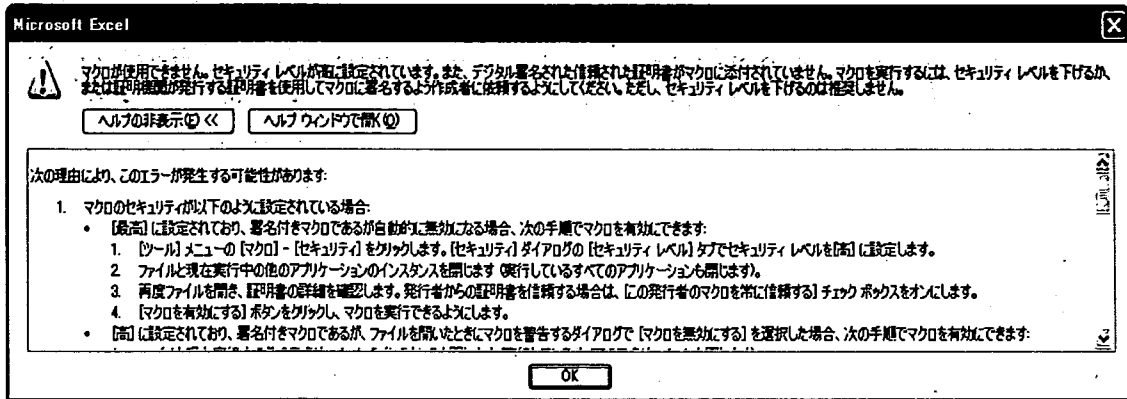 Microsoft Excel
マクロが使用できません。セキュリティ レベルが高に設定されています。また、デジタル署名された信頼された証明書がマクロに添付されていません。マクロを実行するには、セキュリティ レベルを下げるか、
または証明機関が発行する証明書を使用してマクロに署名するよう作成者に依頼するようにしてください。ただし、セキュリティ レベルを下げるのは推奨しません。
ヘルプの非表示(E) << ヘルプ ウィンドウで開く(O)
次の理由により、このエラーが発生する可能性があります:
1. マクロのセキュリティが以下のように設定されている場合:
• [最高] に設定されており、署名付きマクロであるが自動的に無効になる場合、次の手順でマクロを有効にできます:
1. [ツール] メニューの [マクロ] - [セキュリティ] をクリックします。[セキュリティ] ダイアログの [セキュリティ レベル] タブでセキュリティ レベルを[高] に設定します。
2. ファイルと現在実行中の他のアプリケーションのインスタンスを閉じます (実行しているすべてのアプリケーションも閉じます)。
3. 再度ファイルを開き、証明書の詳細を確認します。発行者からの証明書を信頼する場合は、[この発行者のマクロを常に信頼する] チェック ボックスをオンにします。
4. [マクロを有効にする] ボタンをクリックし、マクロを実行できるようにします。
• [高] に設定されており、署名付きマクロであるが、ファイルを開いたときにマクロを警告するダイアログで [マクロを無効にする] を選択した場合、次の手順でマクロを有効にできます:
OK